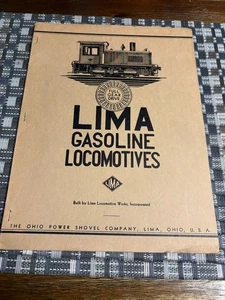 LIMA
GASOLINE
LOCOMOTIVES
LIMA
Built by Lima Locomotive Works, Incorporated
THE OHIO POWER SHOVEL COMPANY, LIMA, OHIO, U.S.A.